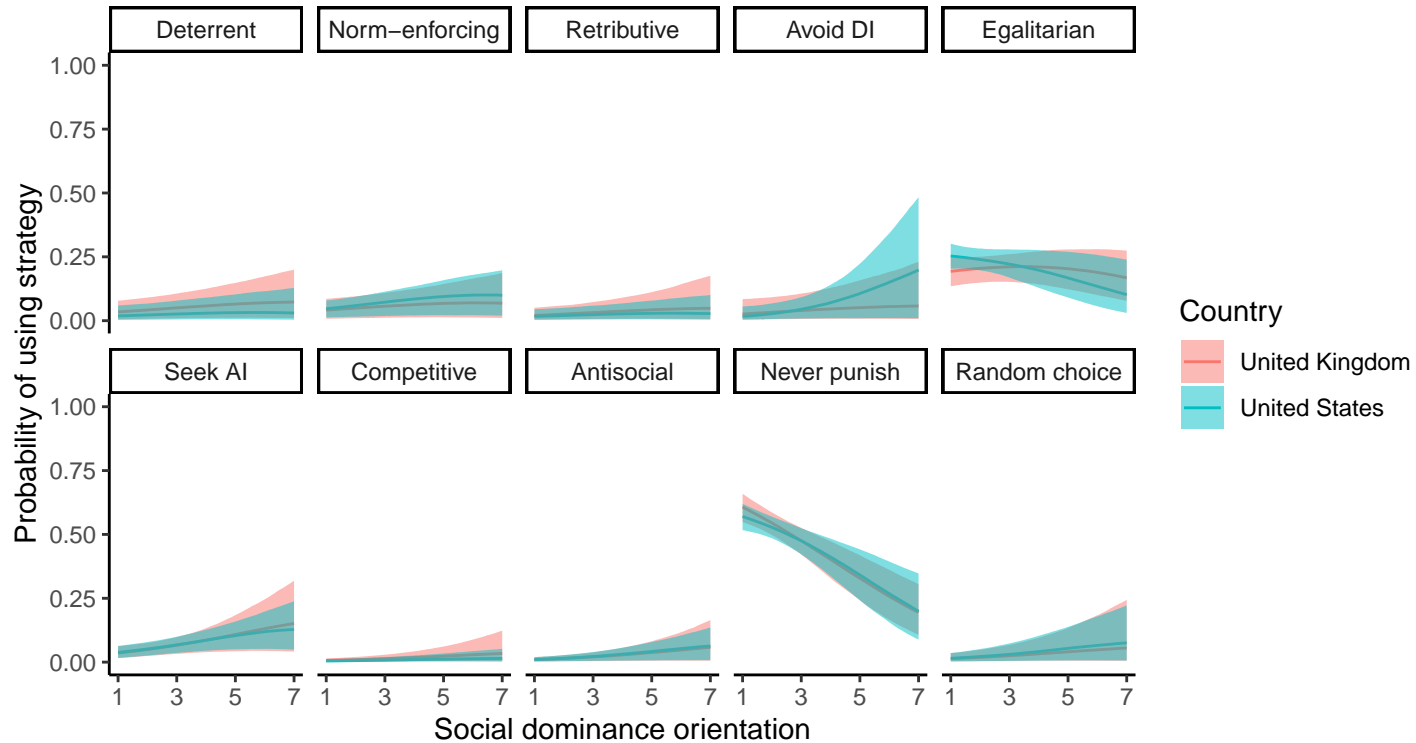 Deterrent Norm−enforcing Retributive Avoid DI Egalitarian
1.00
0.75
0.50
0.25
0.00
Seek AI Competitive Antisocial Never punish Random choice
1.00
0.75
0.50
0.25
0.00
1 3 5 7 1 3 5 7 1 3 5 7 1 3 5 7 1 3 5 7
Social dominance orientation
Probability of using strategy
Country
United Kingdom
United States